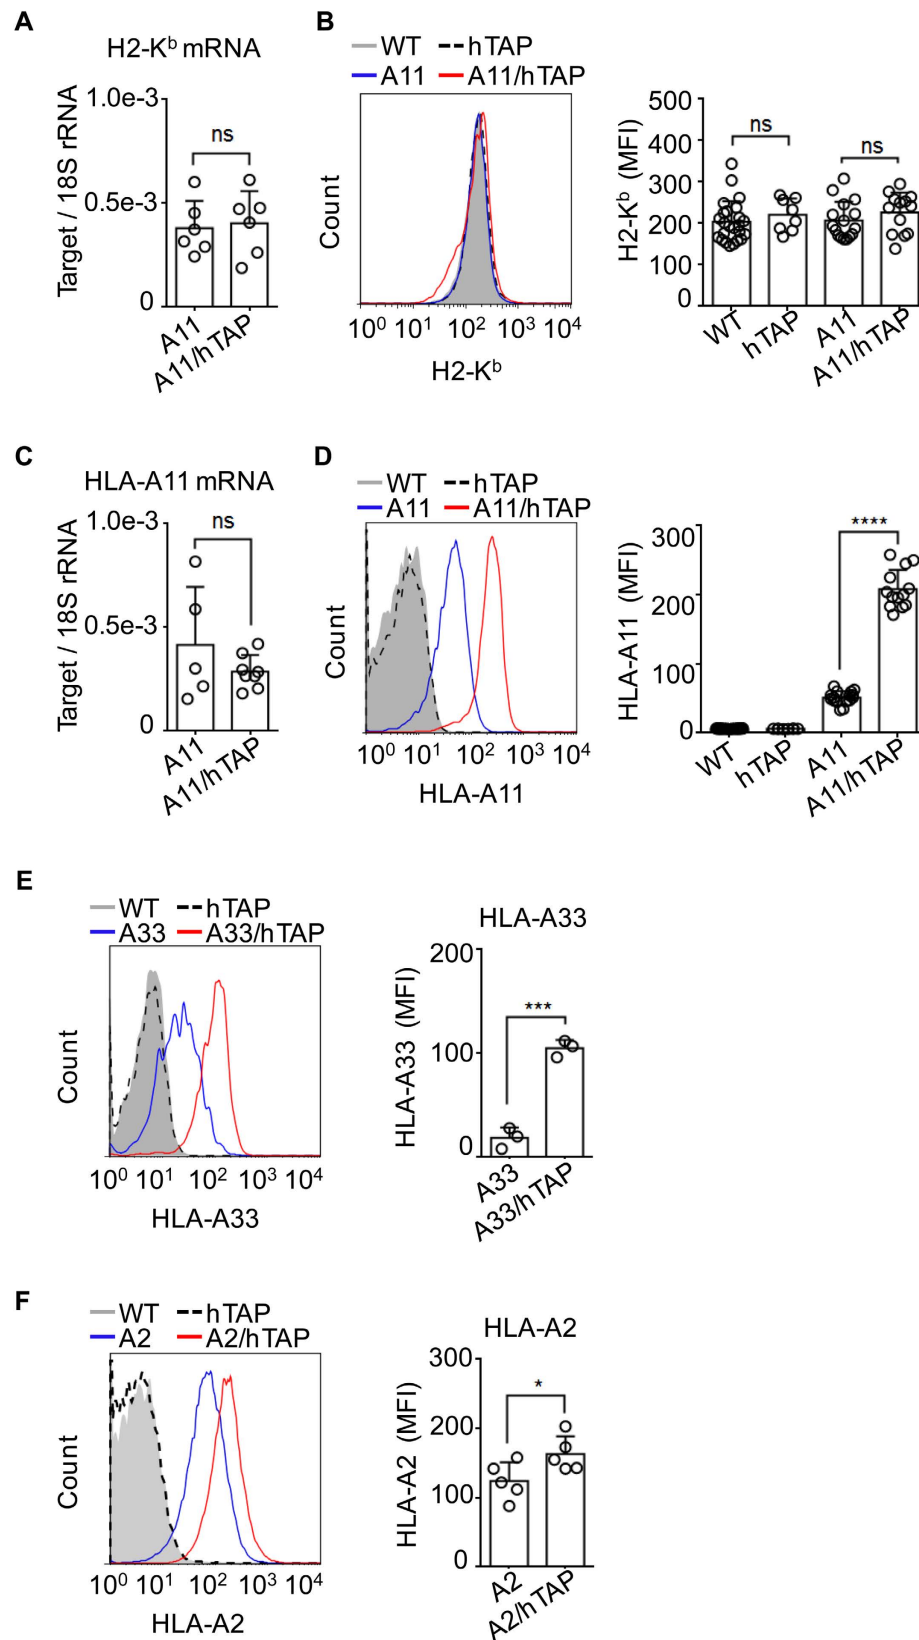 A
H2-Kᵇ mRNA
Target / 18S rRNA
1.0e-3
0.5e-3
0
ns
A11
A11/hTAP
B
WT hTAP
A11 A11/hTAP
Count
10⁰ 10¹ 10² 10³ 10⁴
H2-Kᵇ
H2-Kᵇ (MFI)
500
400
300
200
100
0
ns
ns
WT
hTAP
A11
A11/hTAP
C
HLA-A11 mRNA
Target / 18S rRNA
1.0e-3
0.5e-3
0
ns
A11
A11/hTAP
D
WT hTAP
A11 A11/hTAP
Count
10⁰ 10¹ 10² 10³ 10⁴
HLA-A11
HLA-A11 (MFI)
300
200
100
0
****
WT
hTAP
A11
A11/hTAP
E
WT hTAP
A33 A33/hTAP
Count
10⁰ 10¹ 10² 10³ 10⁴
HLA-A33
HLA-A33
HLA-A33 (MFI)
200
100
0
***
A33
A33/hTAP
F
WT hTAP
A2 A2/hTAP
Count
10⁰ 10¹ 10² 10³ 10⁴
HLA-A2
HLA-A2
HLA-A2 (MFI)
300
200
100
0
*
A2
A2/hTAP